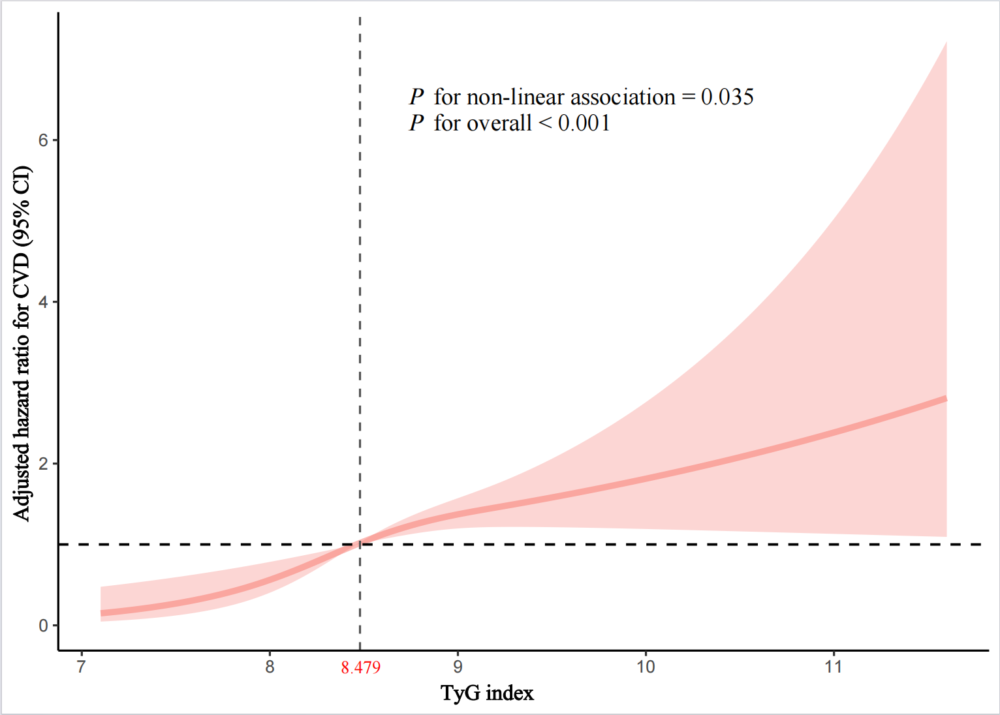 P for non-linear association = 0.035
P for overall < 0.001
Adjusted hazard ratio for CVD (95% CI)
6
4
2
0
7
8
8.479
9
10
11
TyG index